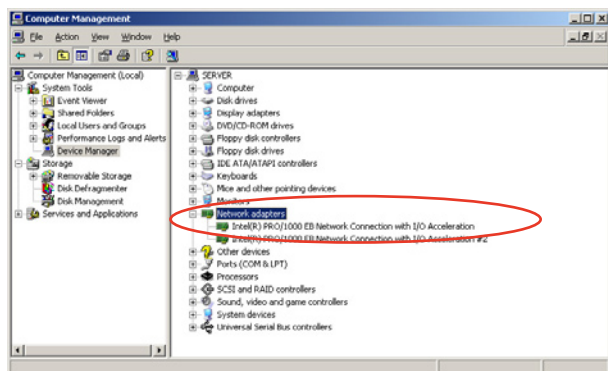 Computer Management
File Action View Window Help
Computer Management (Local)
System Tools
Event Viewer
Shared Folders
Local Users and Groups
Performance Logs and Alerts
Device Manager
Storage
Removable Storage
Disk Defragmenter
Disk Management
Services and Applications
SERVER
Computer
Disk drives
Display adapters
DVD/CD-ROM drives
Floppy disk controllers
Floppy disk drives
IDE ATA/ATAPI controllers
Keyboards
Mice and other pointing devices
Monitors
Network adapters
Intel(R) PRO/1000 EB Network Connection with I/O Acceleration
Intel(R) PRO/1000 EB Network Connection with I/O Acceleration #2
Other devices
Ports (COM & LPT)
Processors
SCSI and RAID controllers
Sound, video and game controllers
System devices
Universal Serial Bus controllers